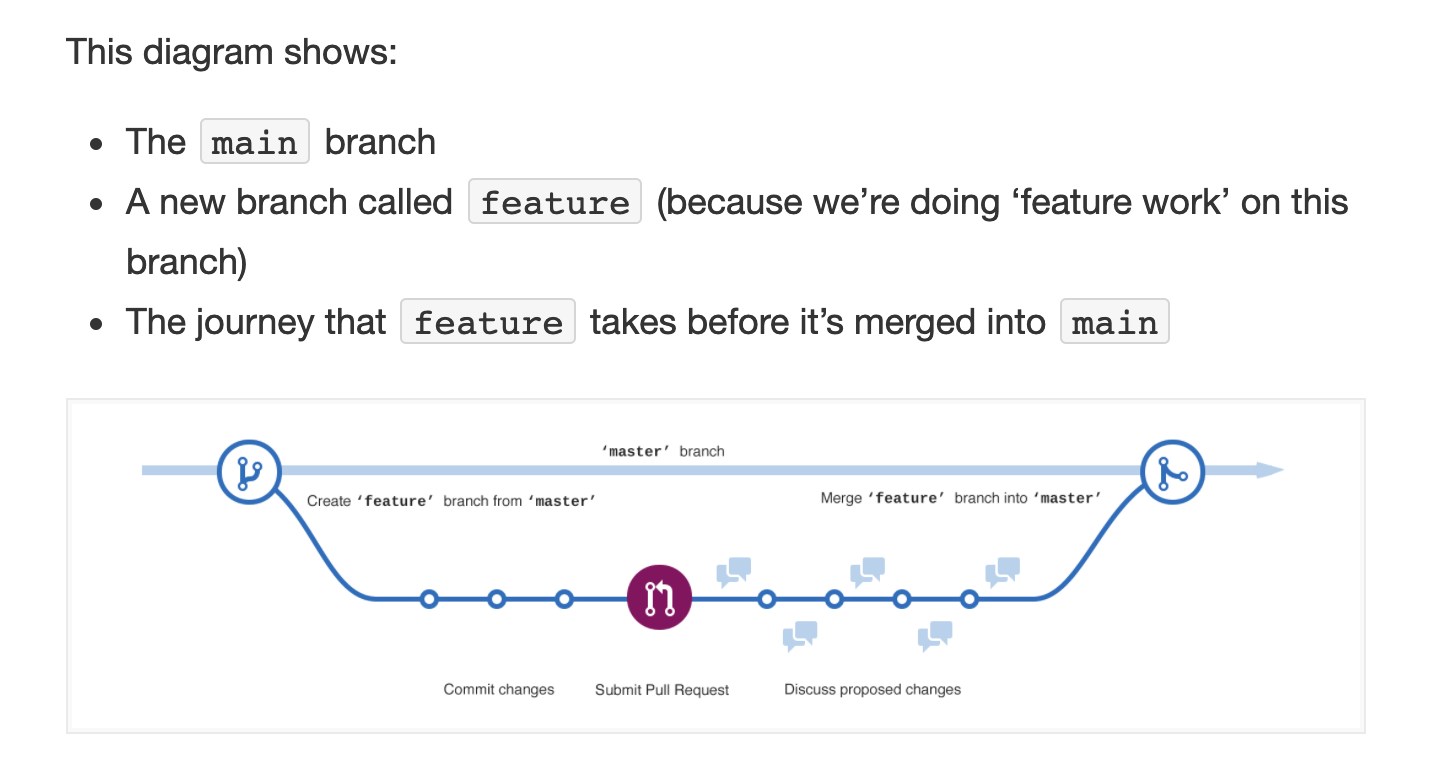 This diagram shows:
The main branch
A new branch called feature (because we’re doing ‘feature work’ on this
branch)
The journey that feature takes before it’s merged into main
‘master’ branch
Create ‘feature’ branch from ‘master’
Merge ‘feature’ branch into ‘master’
Commit changes
Submit Pull Request
Discuss proposed changes